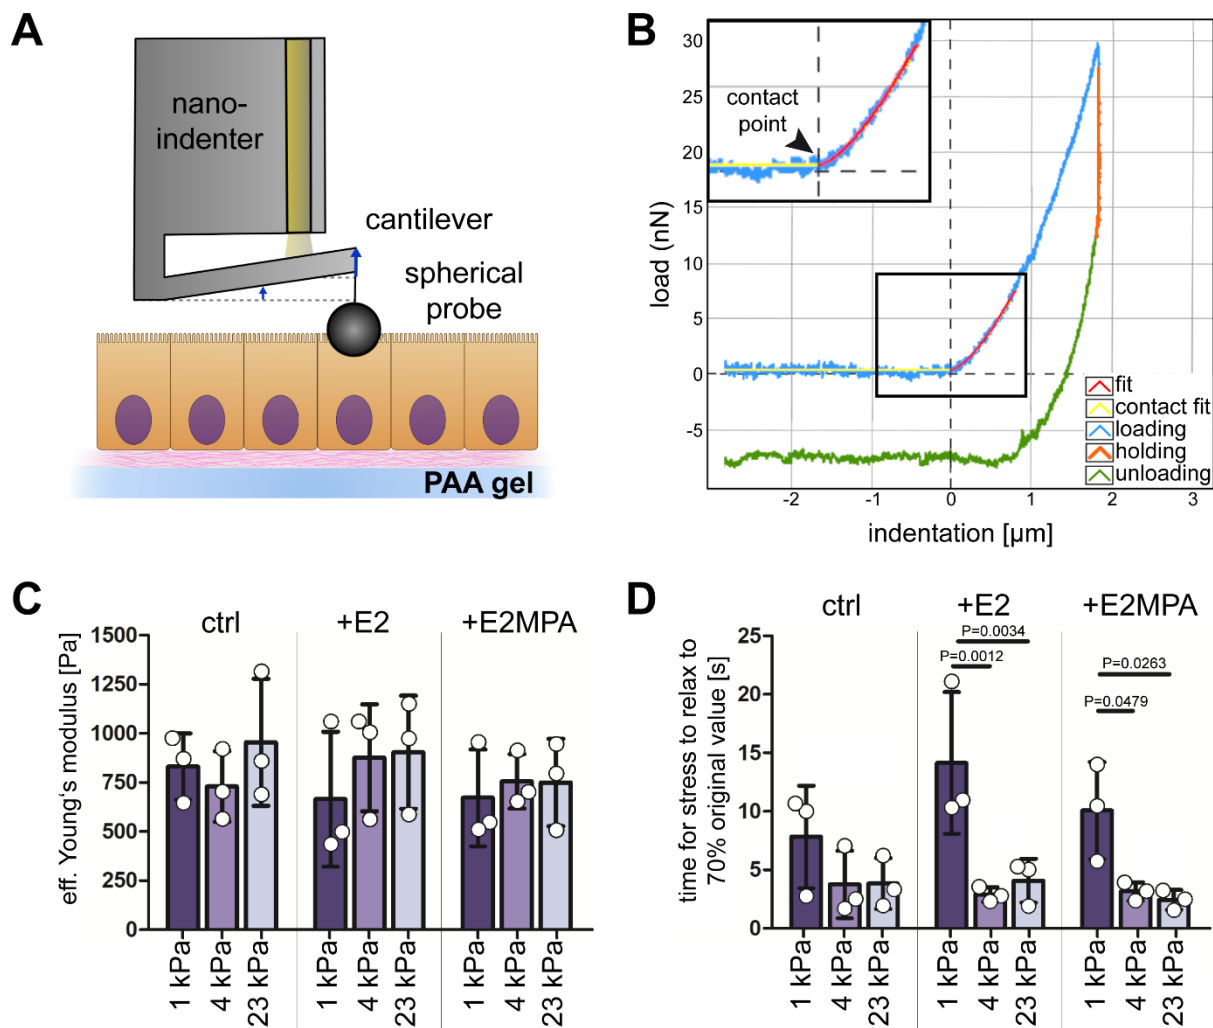 A
nano-
indenter
cantilever
spherical
probe
PAA gel
B
load (nN)
30
25
20
15
10
5
0
-5
contact
point
fit
contact fit
loading
holding
unloading
-2
-1
0
1
2
3
indentation [µm]
C
ctrl
+E2
+E2MPA
eff. Young's modulus [Pa]
1500
1250
1000
750
500
250
0
1 kPa
4 kPa
23 kPa
1 kPa
4 kPa
23 kPa
1 kPa
4 kPa
23 kPa
D
ctrl
+E2
+E2MPA
time for stress to relax to
70% original value [s]
25
20
15
10
5
0
P=0.0034
P=0.0012
P=0.0263
P=0.0479
1 kPa
4 kPa
23 kPa
1 kPa
4 kPa
23 kPa
1 kPa
4 kPa
23 kPa